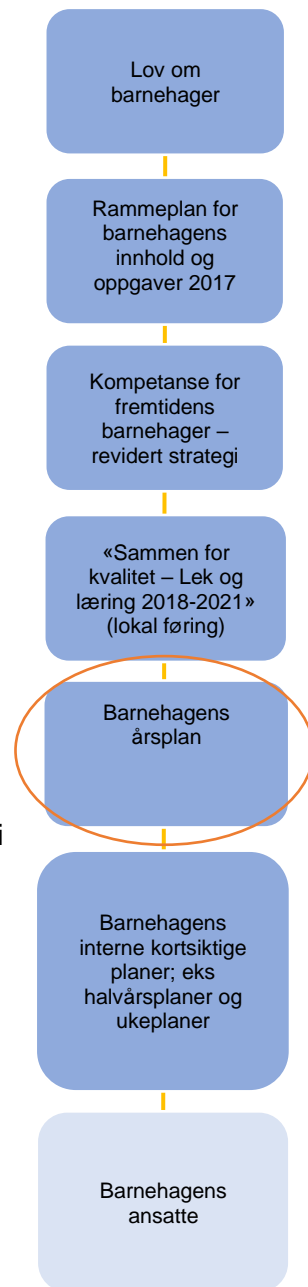 Lov om
barnehager
Rammeplan for
barnehagens
innhold og
oppgaver 2017
Kompetanse for
fremtidens
barnehager –
revidert strategi
«Sammen for
kvalitet – Lek og
læring 2018-2021»
(lokal føring)
Barnehagens
årsplan
i
Barnehagens
interne kortsiktige
planer; eks
halvårsplaner og
ukeplaner
Barnehagens
ansatte